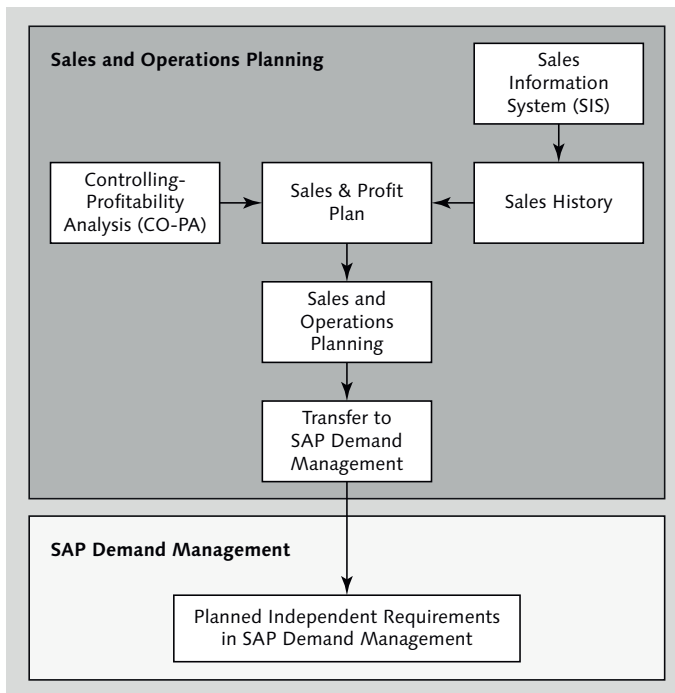 Sales and Operations Planning
Sales
Information
System (SIS)
Controlling-
Profitability
Analysis (CO-PA)
Sales & Profit
Plan
Sales History
Sales and
Operations
Planning
Transfer to
SAP Demand
Management
SAP Demand Management
Planned Independent Requirements
in SAP Demand Management